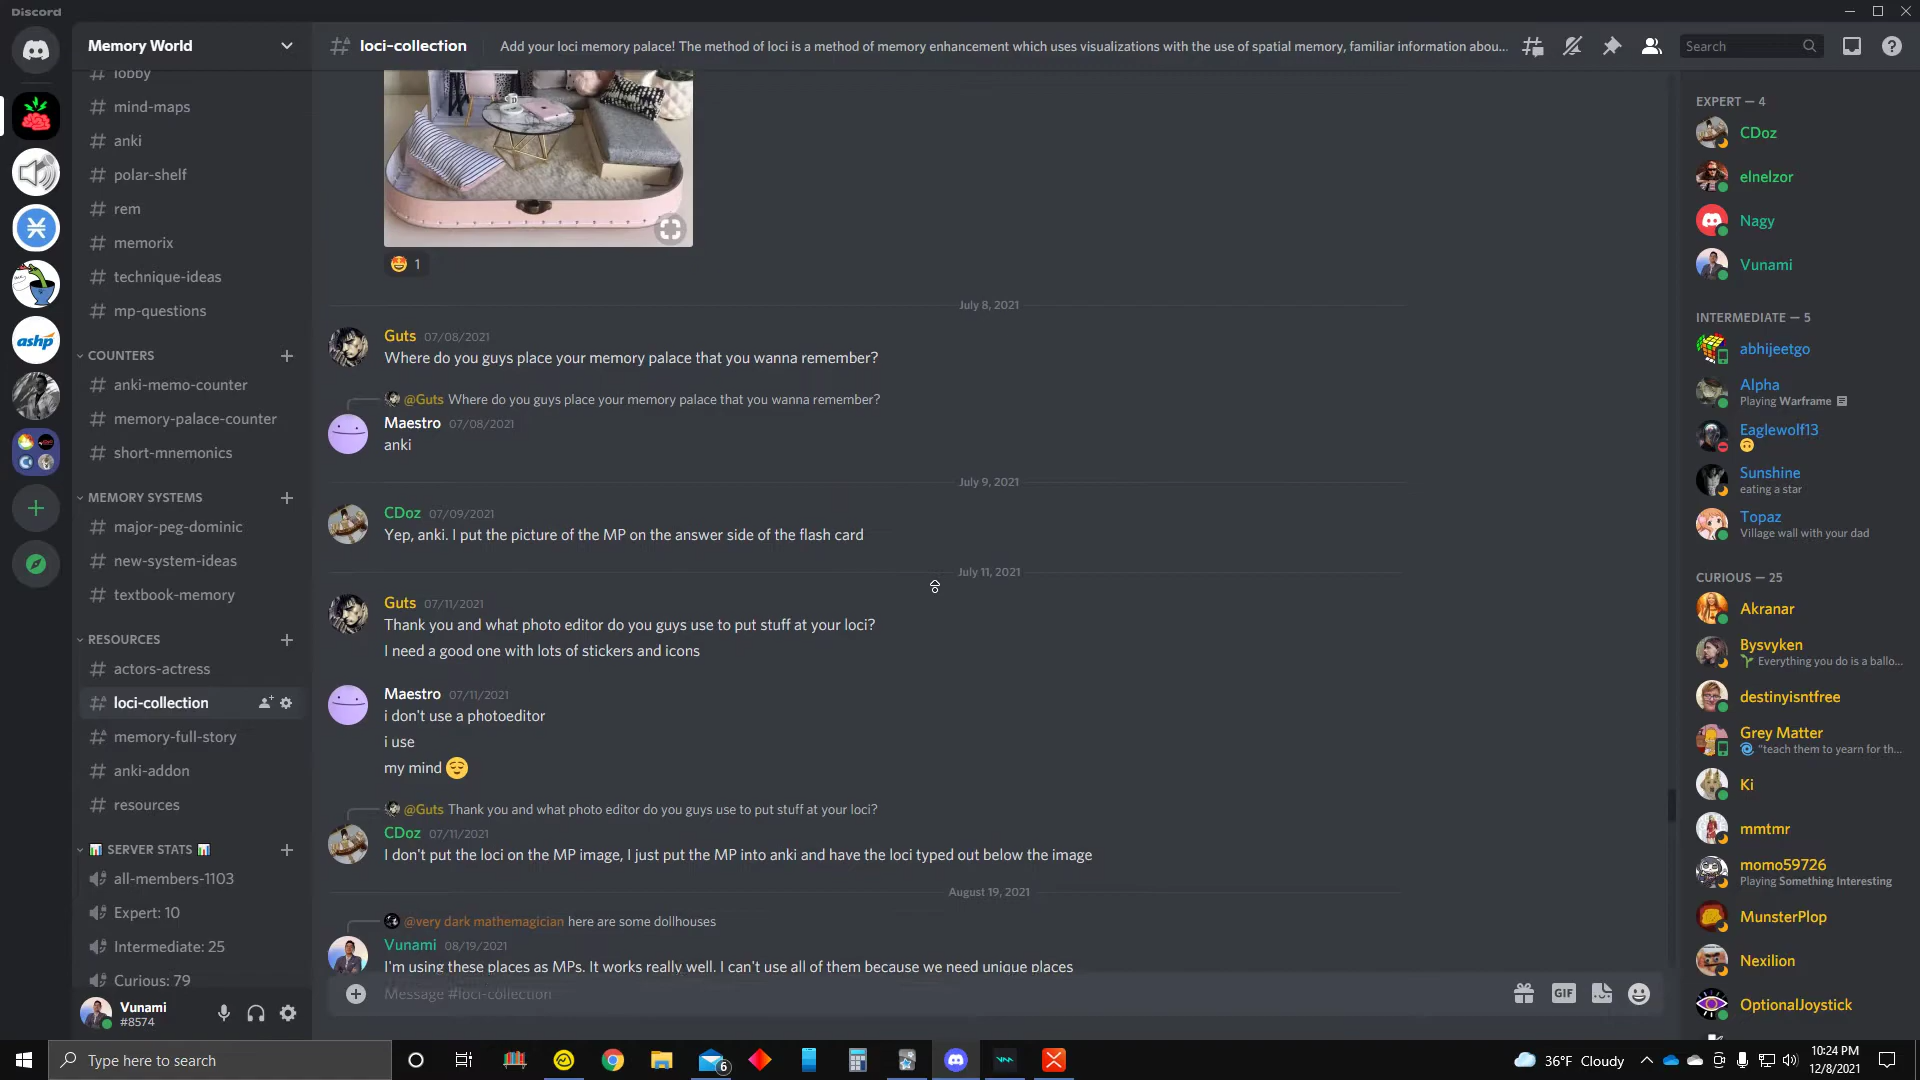 Discord
Memory World
loci-collection
Add your loci memory palace! The method of loci is a method of memory enhancement which uses visualizations with the use of spatial memory, familiar information abou...
Search
lobby
mind-maps
anki
polar-shelf
rem
memorix
technique-ideas
mp-questions
COUNTERS
anki-memo-counter
memory-palace-counter
short-mnemonics
MEMORY SYSTEMS
major-peg-dominic
new-system-ideas
textbook-memory
RESOURCES
actors-actress
loci-collection
memory-full-story
anki-addon
resources
SERVER STATS
all-members-1103
Expert: 10
Intermediate: 25
Curious: 79
Vunami
#8574
ashp
1
July 8, 2021
Guts 07/08/2021
Where do you guys place your memory palace that you wanna remember?
@Guts Where do you guys place your memory palace that you wanna remember?
Maestro 07/08/2021
anki
July 9, 2021
CDoz 07/09/2021
Yep, anki. I put the picture of the MP on the answer side of the flash card
July 11, 2021
Guts 07/11/2021
Thank you and what photo editor do you guys use to put stuff at your loci?
I need a good one with lots of stickers and icons
Maestro 07/11/2021
i don't use a photoeditor
i use
my mind 😌
@Guts Thank you and what photo editor do you guys use to put stuff at your loci?
CDoz 07/11/2021
I don't put the loci on the MP image, I just put the MP into anki and have the loci typed out below the image
August 19, 2021
@very dark mathemagician here are some dollhouses
Vunami 08/19/2021
I'm using these places as MPs. It works really well. I can't use all of them because we need unique places
Message #loci-collection
GIF
EXPERT — 4
CDoz
elnelzor
Nagy
Vunami
INTERMEDIATE — 5
abhijeetgo
Alpha
Playing Warframe
Eaglewolf13
Sunshine
eating a star
Topaz
Village wall with your dad
CURIOUS — 25
Akranar
Bysvyken
Everything you do is a ballo...
destinyisntfree
Grey Matter
"teach them to yearn for th...
Ki
mmtmr
momo59726
Playing Something Interesting
MunsterPlop
Nexilion
OptionalJoystick
Type here to search
6
36°F Cloudy
10:24 PM
12/8/2021